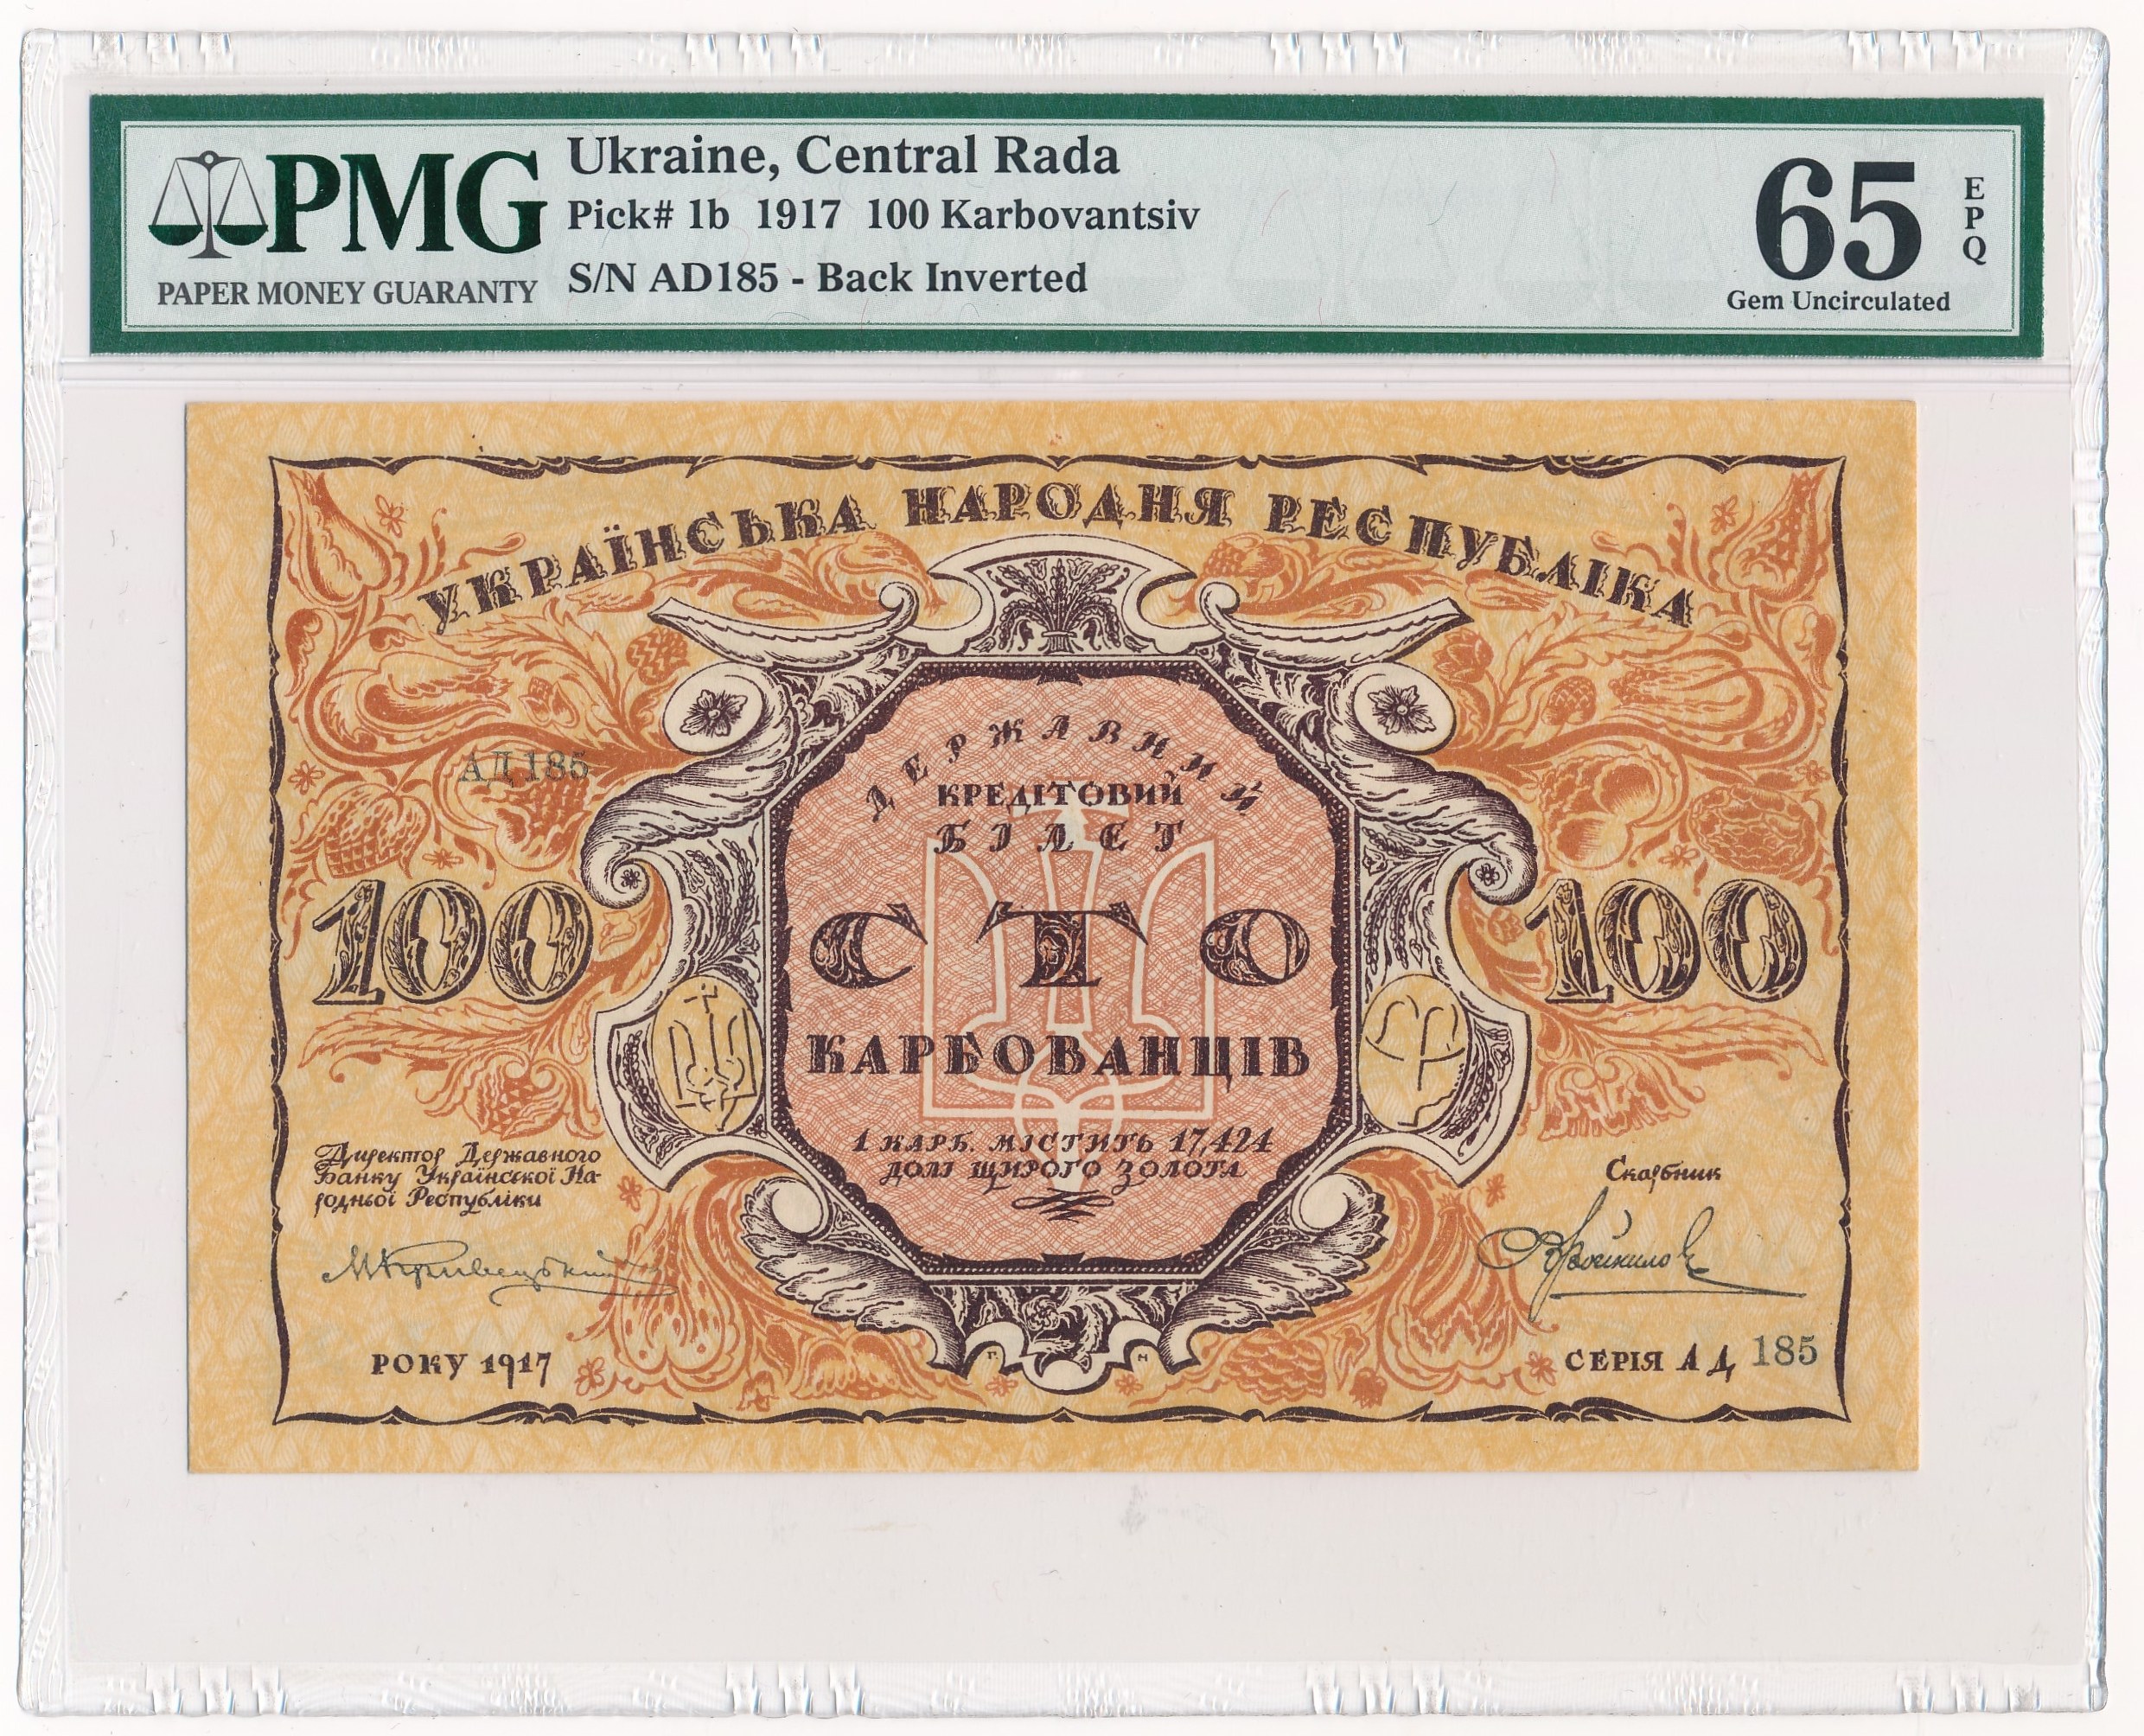 PMG
PAPER MONEY GUARANTY
Ukraine, Central Rada
Pick# 1b 1917 100 Karbovantsiv
S/N AD185 - Back Inverted
65
EPQ
Gem Uncirculated
УКРАЇНСЬКА НАРОДНЯ РЕСПУБЛІКА
АД 185
ДЕРЖАВНИЙ
КРЕДІТОВИЙ
БІЛЄТ
100
СТО
100
КАРБОВАНЦІВ
1 КАРБ. МІСТИТЬ 17,424
ДОЛІ ЩИРОГО ЗОЛОТА
Директор Державного
Банку Української На-
родньої Республіки
Скарбник
МКривецький
РОКУ 1917
СЕРІЯ АД 185
Г. Н